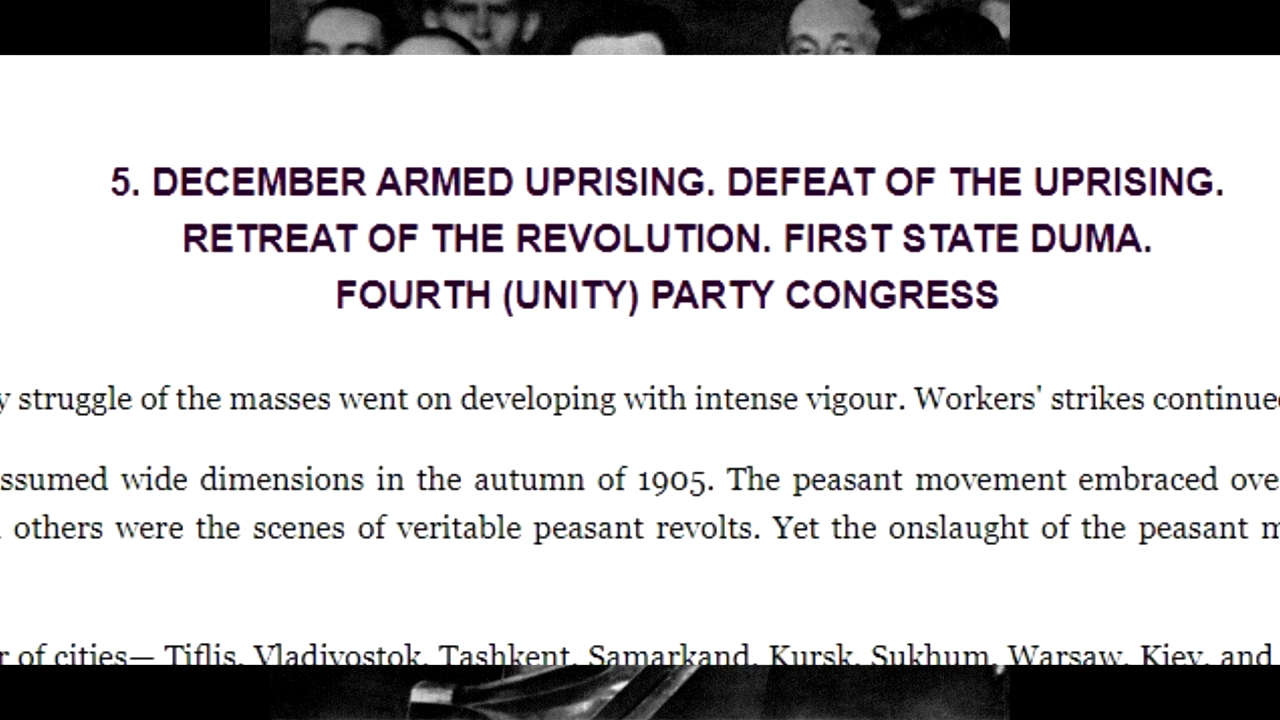 5. DECEMBER ARMED UPRISING. DEFEAT OF THE UPRISING.
RETREAT OF THE REVOLUTION. FIRST STATE DUMA.
FOURTH (UNITY) PARTY CONGRESS
struggle of the masses went on developing with intense vigour. Workers' strikes continued
ssumed wide dimensions in the autumn of 1905. The peasant movement embraced ove
others were the scenes of veritable peasant revolts. Yet the onslaught of the peasant m
r of cities— Tiflis, Vladivostok, Tashkent, Samarkand, Kursk, Sukhum, Warsaw, Kiev, and